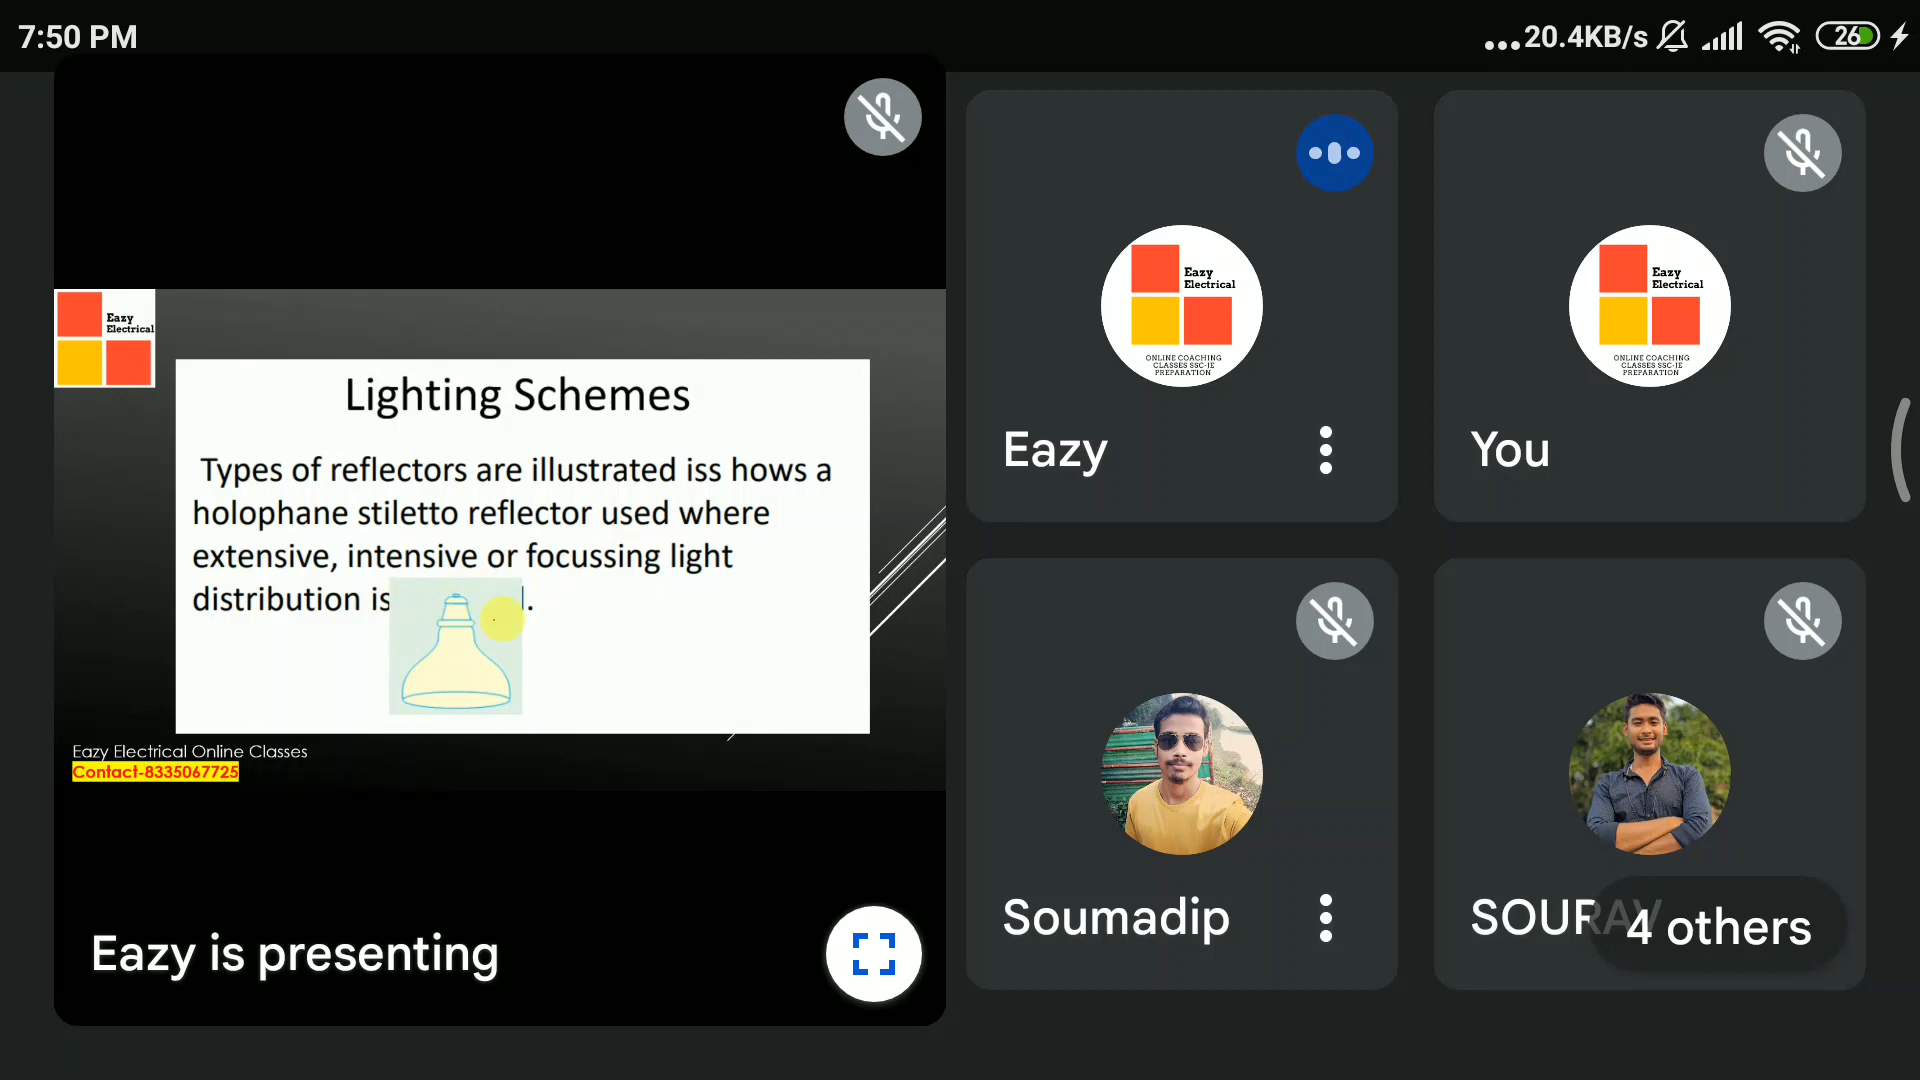 7:50 PM
...20.4KB/s
26
Eazy
Electrical
Lighting Schemes
Types of reflectors are illustrated iss hows a
holophane stiletto reflector used where
extensive, intensive or focussing light
distribution is .
Eazy Electrical Online Classes
Contact-8335067725
Eazy is presenting
Eazy
Electrical
ONLINE COACHING
CLASSES SSC-JE
PREPARATION
Eazy
Eazy
Electrical
ONLINE COACHING
CLASSES SSC-JE
PREPARATION
You
Soumadip
SOURAV
4 others